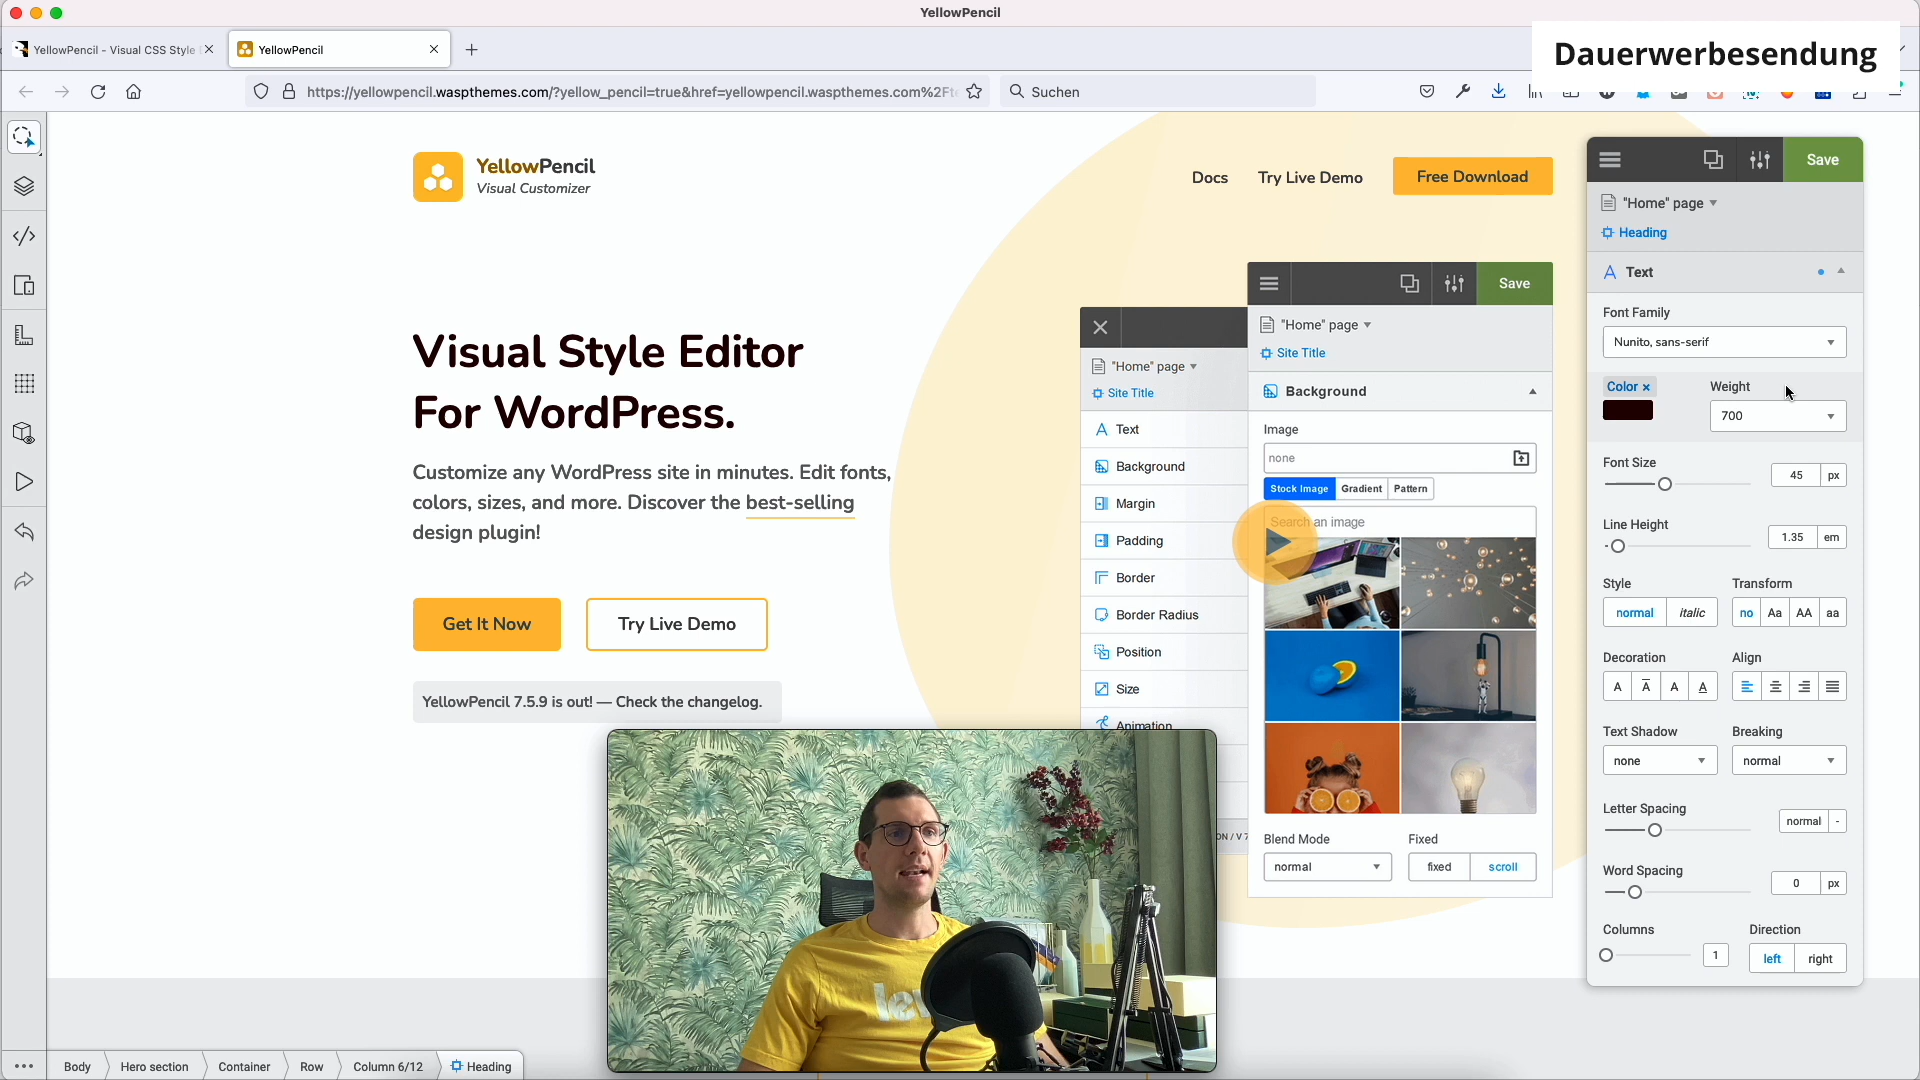 YellowPencil
YellowPencil - Visual CSS Style
YellowPencil
Dauerwerbesendung
https://yellowpencil.waspthemes.com/?yellow_pencil=true&href=yellowpencil.waspthemes.com%2Fte
Suchen
YellowPencil
Visual Customizer
Docs
Try Live Demo
Free Download
Visual Style Editor
For WordPress.
Customize any WordPress site in minutes. Edit fonts,
colors, sizes, and more. Discover the best-selling
design plugin!
Get It Now
Try Live Demo
YellowPencil 7.5.9 is out! — Check the changelog.
"Home" page
Site Title
Text
Background
Margin
Padding
Border
Border Radius
Position
Size
Animation
ON / V 7
Save
"Home" page
Site Title
Background
Image
none
Stock Image
Gradient
Pattern
Search an image
Blend Mode
Fixed
normal
fixed
scroll
Save
"Home" page
Heading
Text
Font Family
Nunito, sans-serif
Color ×
Weight
700
Font Size
45
px
Line Height
1.35
em
Style
Transform
normal
italic
no
Aa
AA
aa
Decoration
Align
A
A
A
A
Text Shadow
Breaking
none
normal
Letter Spacing
normal
-
Word Spacing
0
px
Columns
Direction
1
left
right
Body
Hero section
Container
Row
Column 6/12
Heading